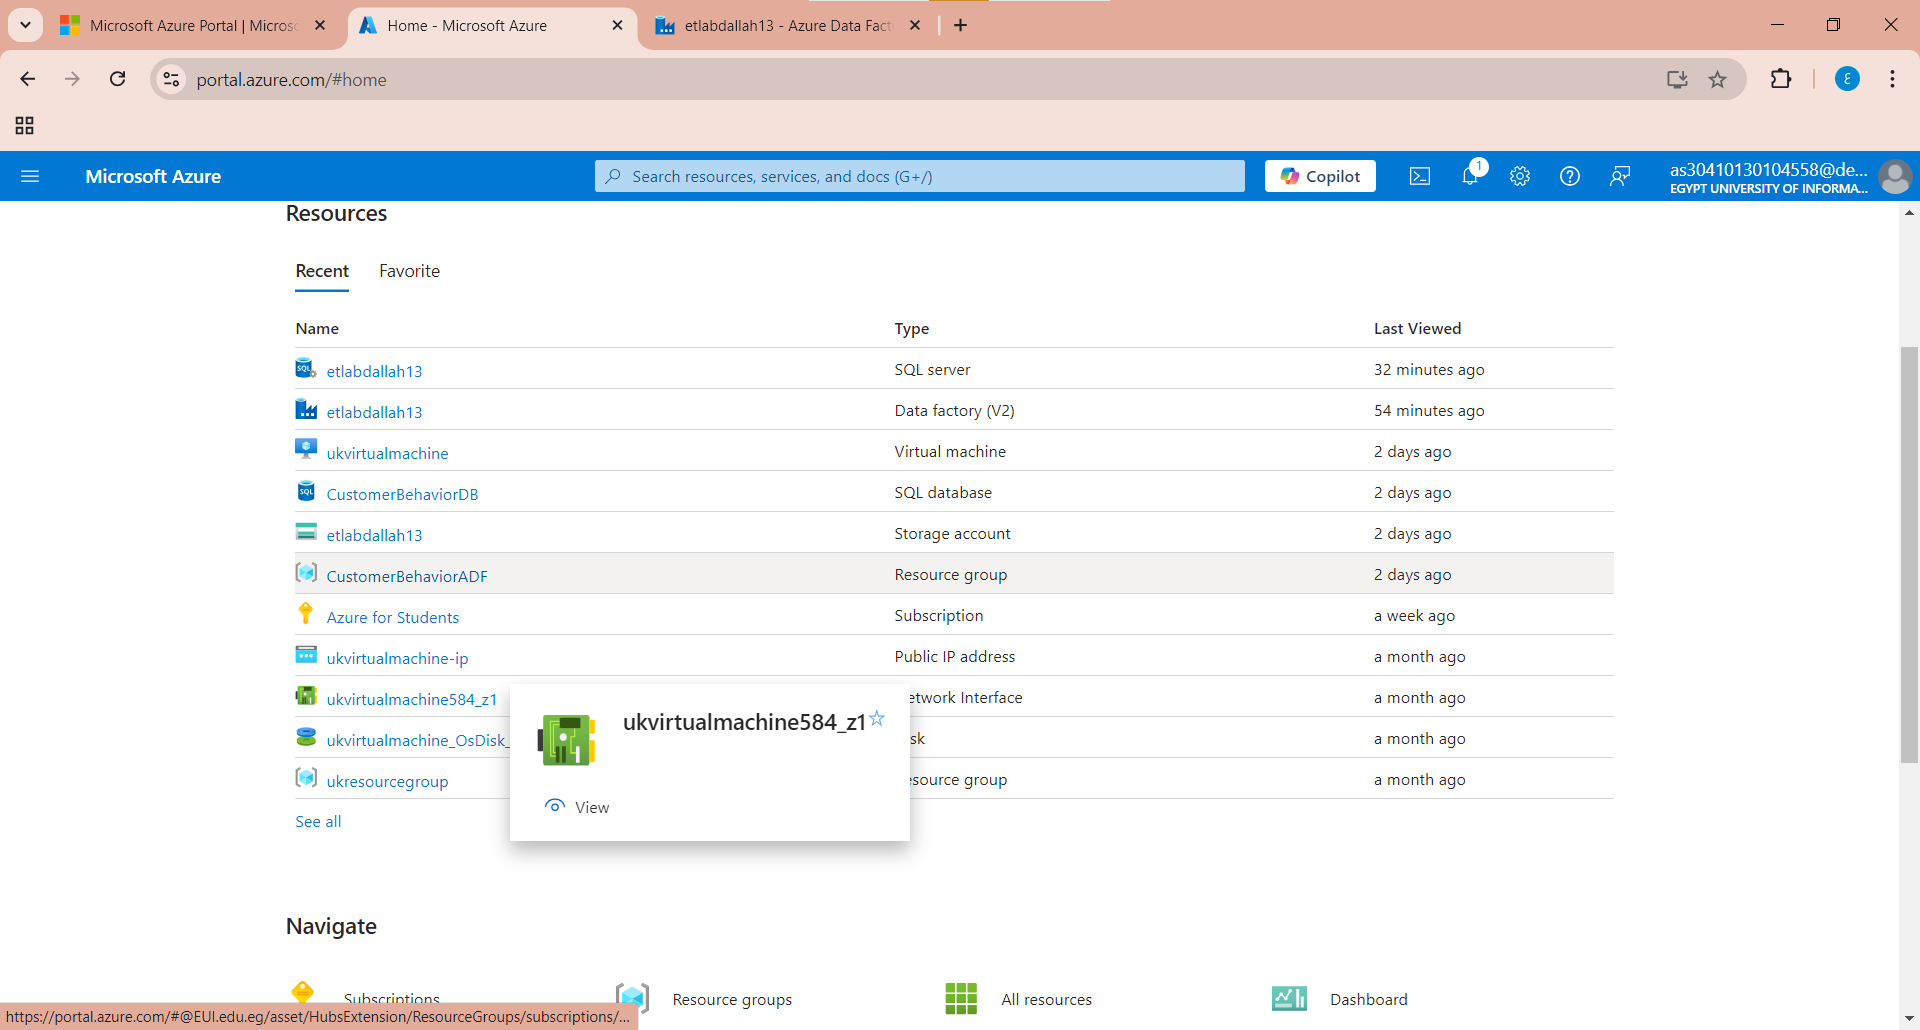 Microsoft Azure Portal | Microsc
Home - Microsoft Azure
etlabdallah13 - Azure Data Fact
portal.azure.com/#home
ε
Microsoft Azure
Search resources, services, and docs (G+/)
Copilot
1
as30410130104558@de...
EGYPT UNIVERSITY OF INFORMA...
Resources
Recent Favorite
Name Type Last Viewed
SQL etlabdallah13 SQL server 32 minutes ago
etlabdallah13 Data factory (V2) 54 minutes ago
ukvirtualmachine Virtual machine 2 days ago
SQL CustomerBehaviorDB SQL database 2 days ago
etlabdallah13 Storage account 2 days ago
CustomerBehaviorADF Resource group 2 days ago
Azure for Students Subscription a week ago
ukvirtualmachine-ip Public IP address a month ago
ukvirtualmachine584_z1 etwork Interface a month ago
ukvirtualmachine_OsDisk_ sk a month ago
ukresourcegroup esource group a month ago
ukvirtualmachine584_z1
View
See all
Navigate
Subscriptions Resource groups All resources Dashboard
https://portal.azure.com/#@EUI.edu.eg/asset/HubsExtension/ResourceGroups/subscriptions/...